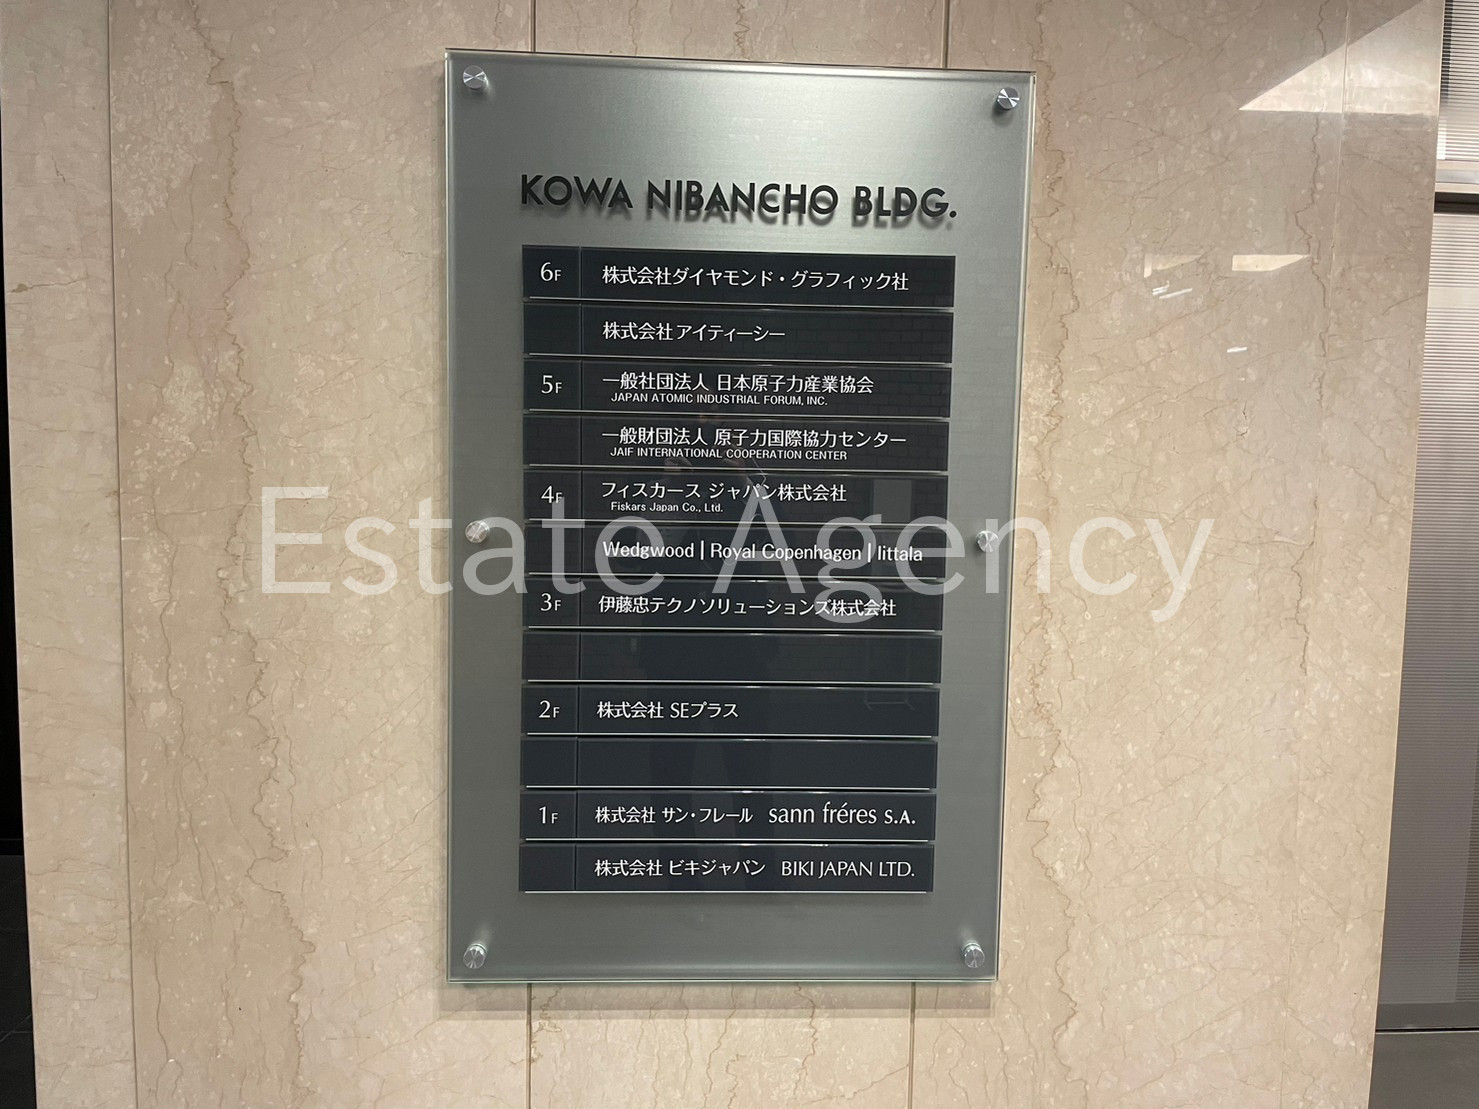 KOWA NIBANCHO BLDG.
6F 株式会社ダイヤモンド・グラフィック社
株式会社アイティーシー
5F 一般社団法人 日本原子力産業協会
JAPAN ATOMIC INDUSTRIAL FORUM, INC.
一般財団法人 原子力国際協力センター
JAIF INTERNATIONAL COOPERATION CENTER
4F フィスカース ジャパン株式会社
Fiskars Japan Co., Ltd.
Wedgwood | Royal Copenhagen | Iittala
3F 伊藤忠テクノソリューションズ株式会社
2F 株式会社 SEプラス
1F 株式会社 サン・フレール sann fréres s.a.
株式会社 ビキジャパン BIKI JAPAN LTD.
Estate Agency